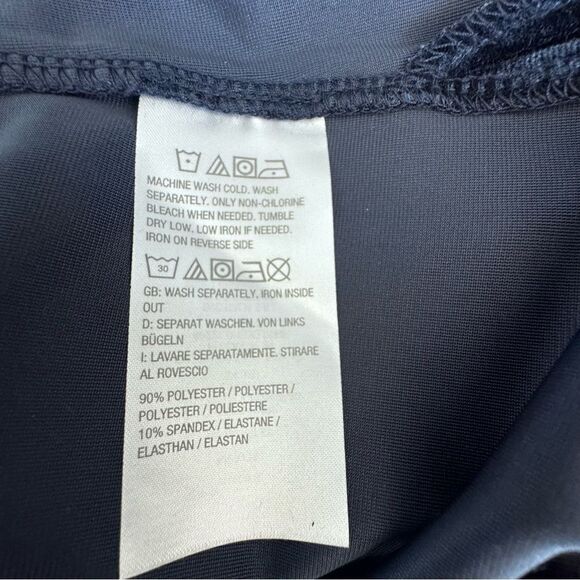 MACHINE WASH COLD. WASH
SEPARATELY. ONLY NON-CHLORINE
BLEACH WHEN NEEDED. TUMBLE
DRY LOW. LOW IRON IF NEEDED.
IRON ON REVERSE SIDE
30
GB: WASH SEPARATELY. IRON INSIDE
OUT
D: SEPARAT WASCHEN. VON LINKS
BÜGELN
I: LAVARE SEPARATAMENTE. STIRARE
AL ROVESCIO
90% POLYESTER / POLYESTER /
POLYESTER / POLIESTERE
10% SPANDEX / ELASTANE /
ELASTHAN / ELASTAN